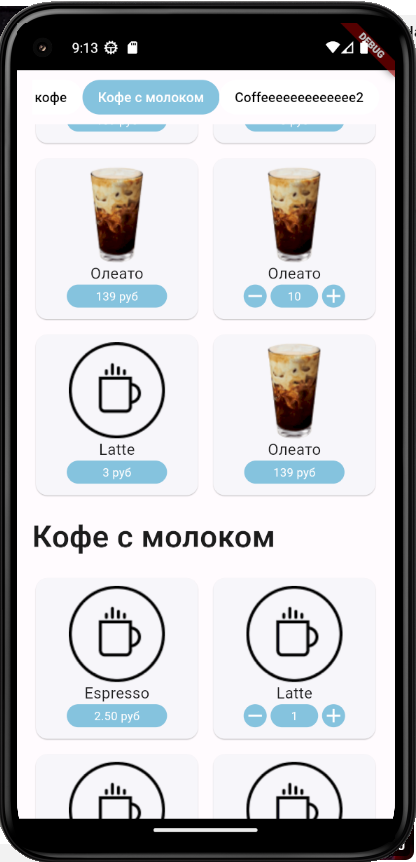 9:13
DEBUG
кофе
Кофе с молоком
Coffeeeeeeeeeeeee2
Олеато
Олеато
139 руб
10
Latte
Олеато
3 руб
139 руб
Кофе с молоком
Espresso
Latte
2.50 руб
1